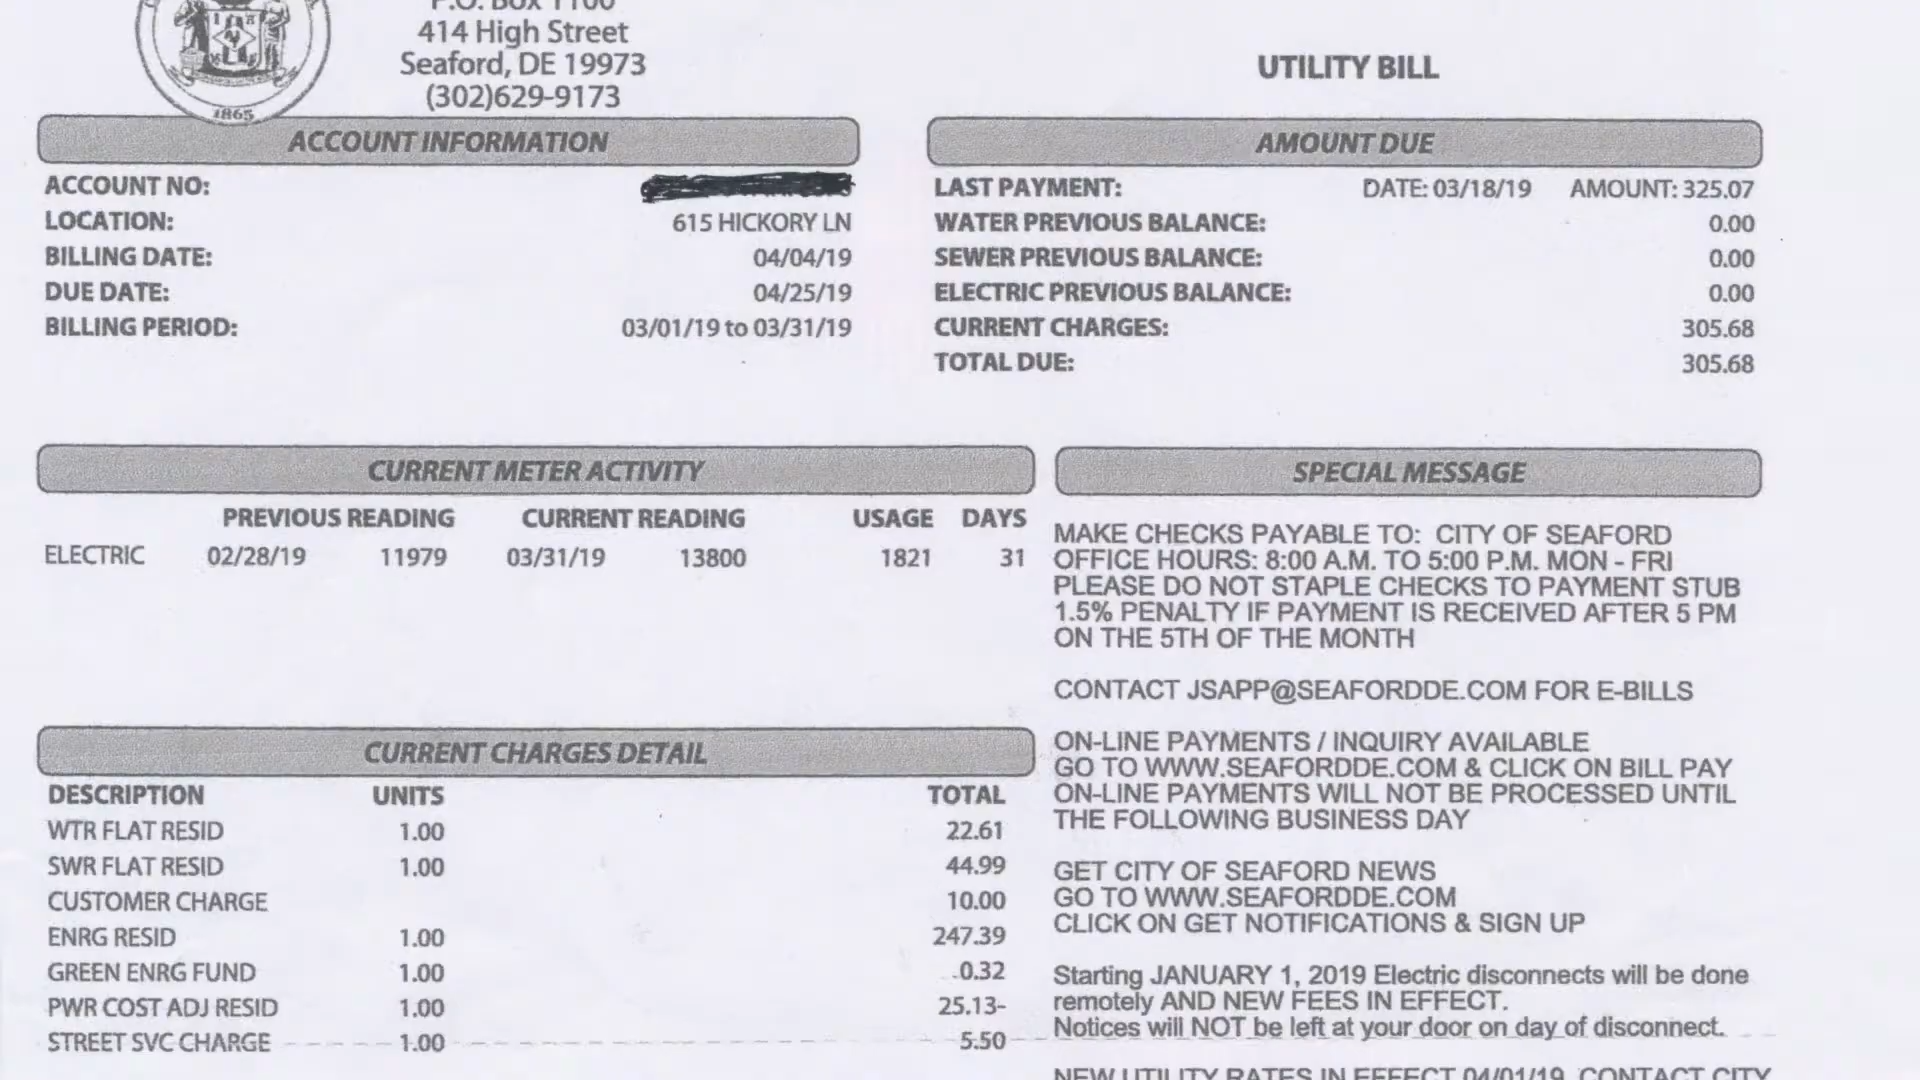 P.O. Box 1100
414 High Street
Seaford, DE 19973
(302)629-9173
1865
UTILITY BILL
ACCOUNT INFORMATION
ACCOUNT NO:
LOCATION: 615 HICKORY LN
BILLING DATE: 04/04/19
DUE DATE: 04/25/19
BILLING PERIOD: 03/01/19 to 03/31/19
AMOUNT DUE
LAST PAYMENT: DATE: 03/18/19 AMOUNT: 325.07
WATER PREVIOUS BALANCE: 0.00
SEWER PREVIOUS BALANCE: 0.00
ELECTRIC PREVIOUS BALANCE: 0.00
CURRENT CHARGES: 305.68
TOTAL DUE: 305.68
CURRENT METER ACTIVITY
PREVIOUS READING CURRENT READING USAGE DAYS
ELECTRIC 02/28/19 11979 03/31/19 13800 1821 31
CURRENT CHARGES DETAIL
DESCRIPTION UNITS TOTAL
WTR FLAT RESID 1.00 22.61
SWR FLAT RESID 1.00 44.99
CUSTOMER CHARGE 10.00
ENRG RESID 1.00 247.39
GREEN ENRG FUND 1.00 0.32
PWR COST ADJ RESID 1.00 25.13-
STREET SVC CHARGE 1.00 5.50
SPECIAL MESSAGE
MAKE CHECKS PAYABLE TO: CITY OF SEAFORD
OFFICE HOURS: 8:00 A.M. TO 5:00 P.M. MON - FRI
PLEASE DO NOT STAPLE CHECKS TO PAYMENT STUB
1.5% PENALTY IF PAYMENT IS RECEIVED AFTER 5 PM
ON THE 5TH OF THE MONTH
CONTACT JSAPP@SEAFORDDE.COM FOR E-BILLS
ON-LINE PAYMENTS / INQUIRY AVAILABLE
GO TO WWW.SEAFORDDE.COM & CLICK ON BILL PAY
ON-LINE PAYMENTS WILL NOT BE PROCESSED UNTIL
THE FOLLOWING BUSINESS DAY
GET CITY OF SEAFORD NEWS
GO TO WWW.SEAFORDDE.COM
CLICK ON GET NOTIFICATIONS & SIGN UP
Starting JANUARY 1, 2019 Electric disconnects will be done
remotely AND NEW FEES IN EFFECT.
Notices will NOT be left at your door on day of disconnect.
NEW UTILITY RATES IN EFFECT 04/01/19. CONTACT CITY